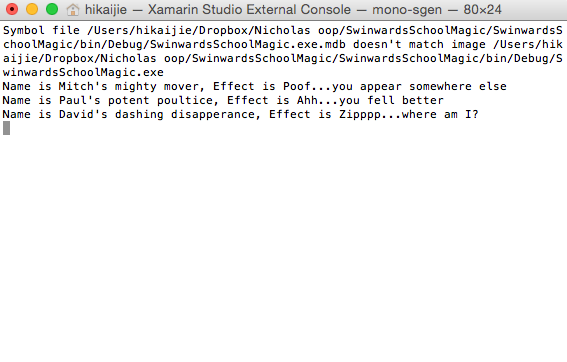 hikaijie — Xamarin Studio External Console — mono-sgen — 80×24
Symbol file /Users/hikaijie/Dropbox/Nicholas oop/SwinwardsSchoolMagic/SwinwardsS
choolMagic/bin/Debug/SwinwardsSchoolMagic.exe.mdb doesn't match image /Users/hik
aijie/Dropbox/Nicholas oop/SwinwardsSchoolMagic/SwinwardsSchoolMagic/bin/Debug/S
winwardsSchoolMagic.exe
Name is Mitch's mighty mover, Effect is Poof...you appear somewhere else
Name is Paul's potent poultice, Effect is Ahh...you fell better
Name is David's dashing disapperance, Effect is Zipppp...where am I?